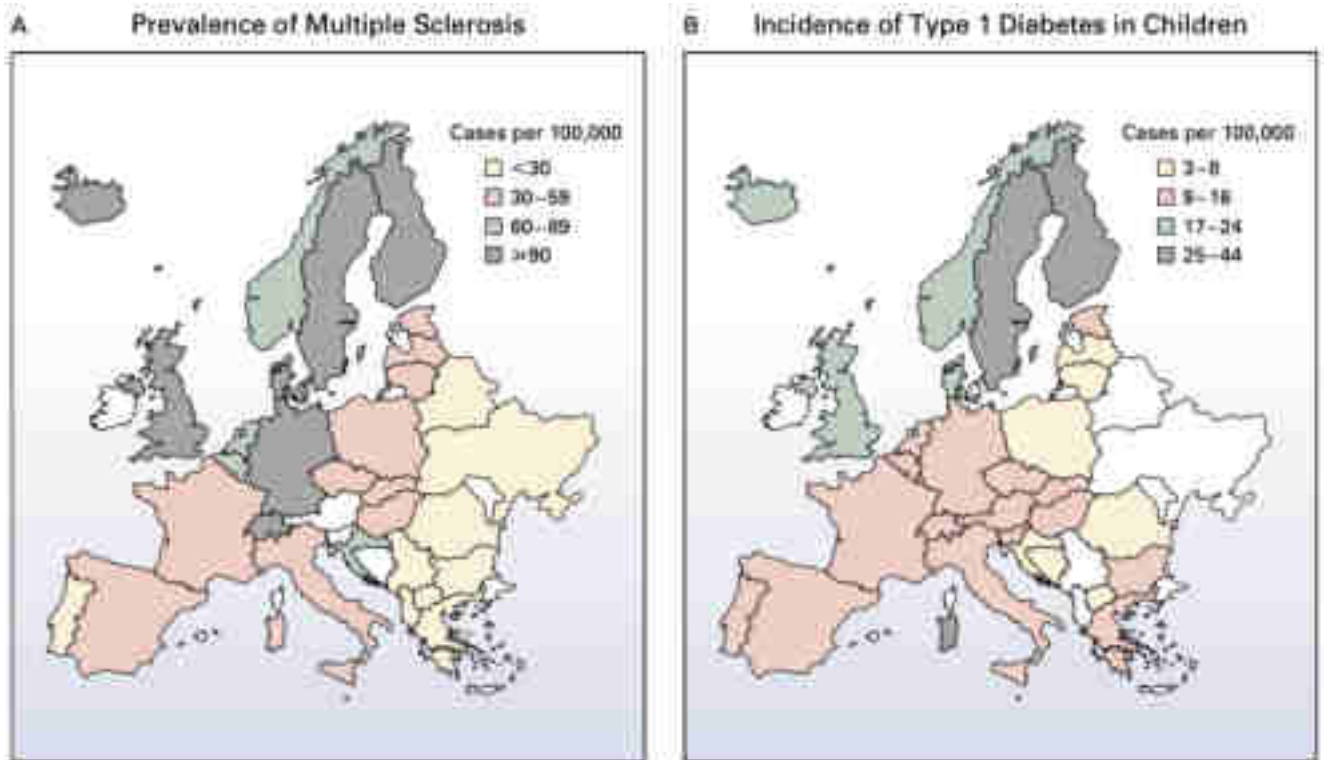 A Prevalence of Multiple Sclerosis
Cases per 100,000
<30
30–59
60–89
>90
B Incidence of Type 1 Diabetes in Children
Cases per 100,000
3–8
9–16
17–24
25–44